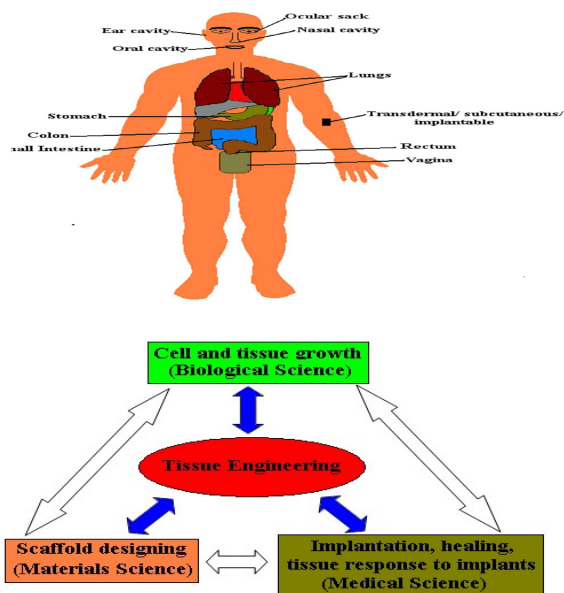 Ocular sack
Ear cavity
Nasal cavity
Oral cavity
Lungs
Stomach
Transdermal/ subcutaneous/
implantable
Colon
nall Intestine
Rectum
Vagina
Cell and tissue growth
(Biological Science)
Tissue Engineering
Scaffold designing
(Materials Science)
Implantation, healing,
tissue response to implants
(Medical Science)